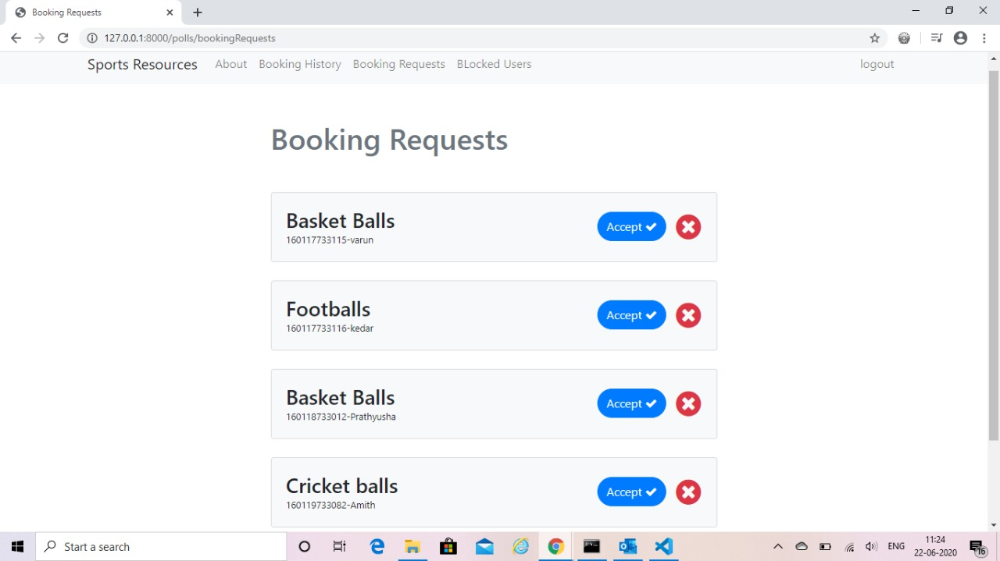 Booking Requests
127.0.0.1:8000/polls/bookingRequests
Sports Resources About Booking History Booking Requests BLocked Users logout
Booking Requests
Basket Balls
160117733115-varun
Accept
Footballs
160117733116-kedar
Accept
Basket Balls
160118733012-Prathyusha
Accept
Cricket balls
160119733082-Amith
Accept
Start a search
ENG
11:24
22-06-2020
16